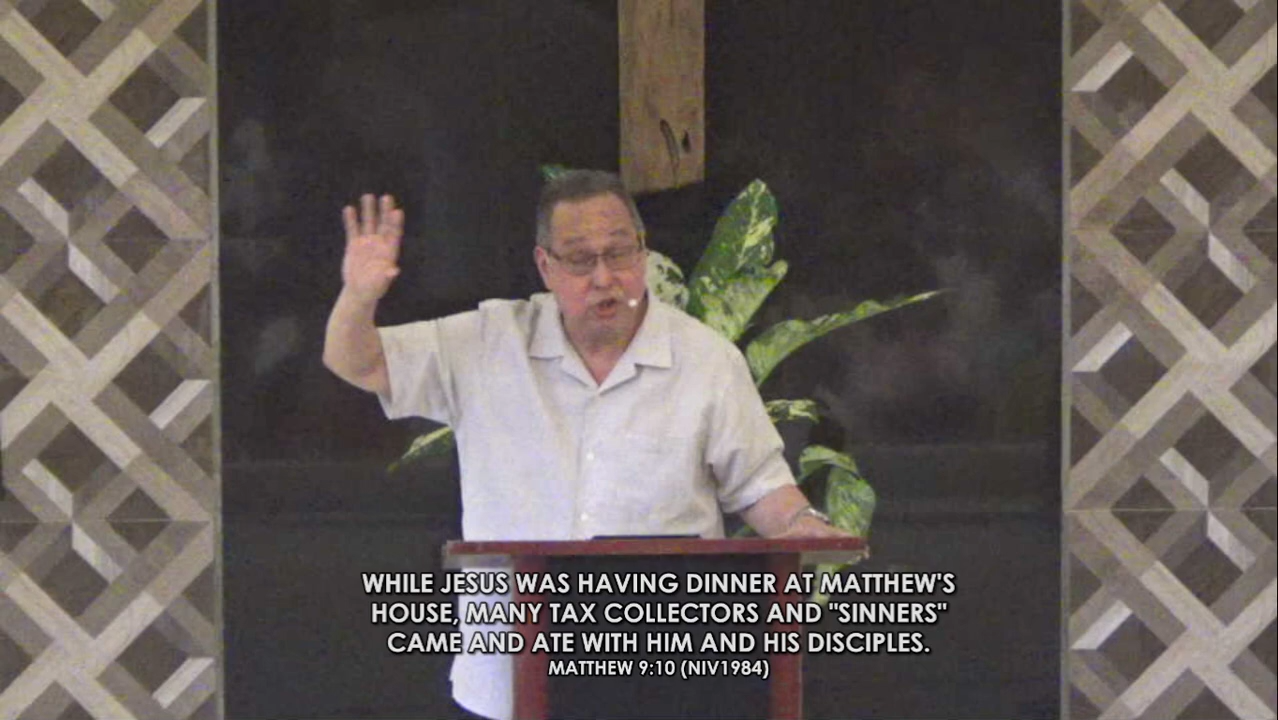 WHILE JESUS WAS HAVING DINNER AT MATTHEW'S
HOUSE, MANY TAX COLLECTORS AND "SINNERS"
CAME AND ATE WITH HIM AND HIS DISCIPLES.
MATTHEW 9:10 (NIV1984)